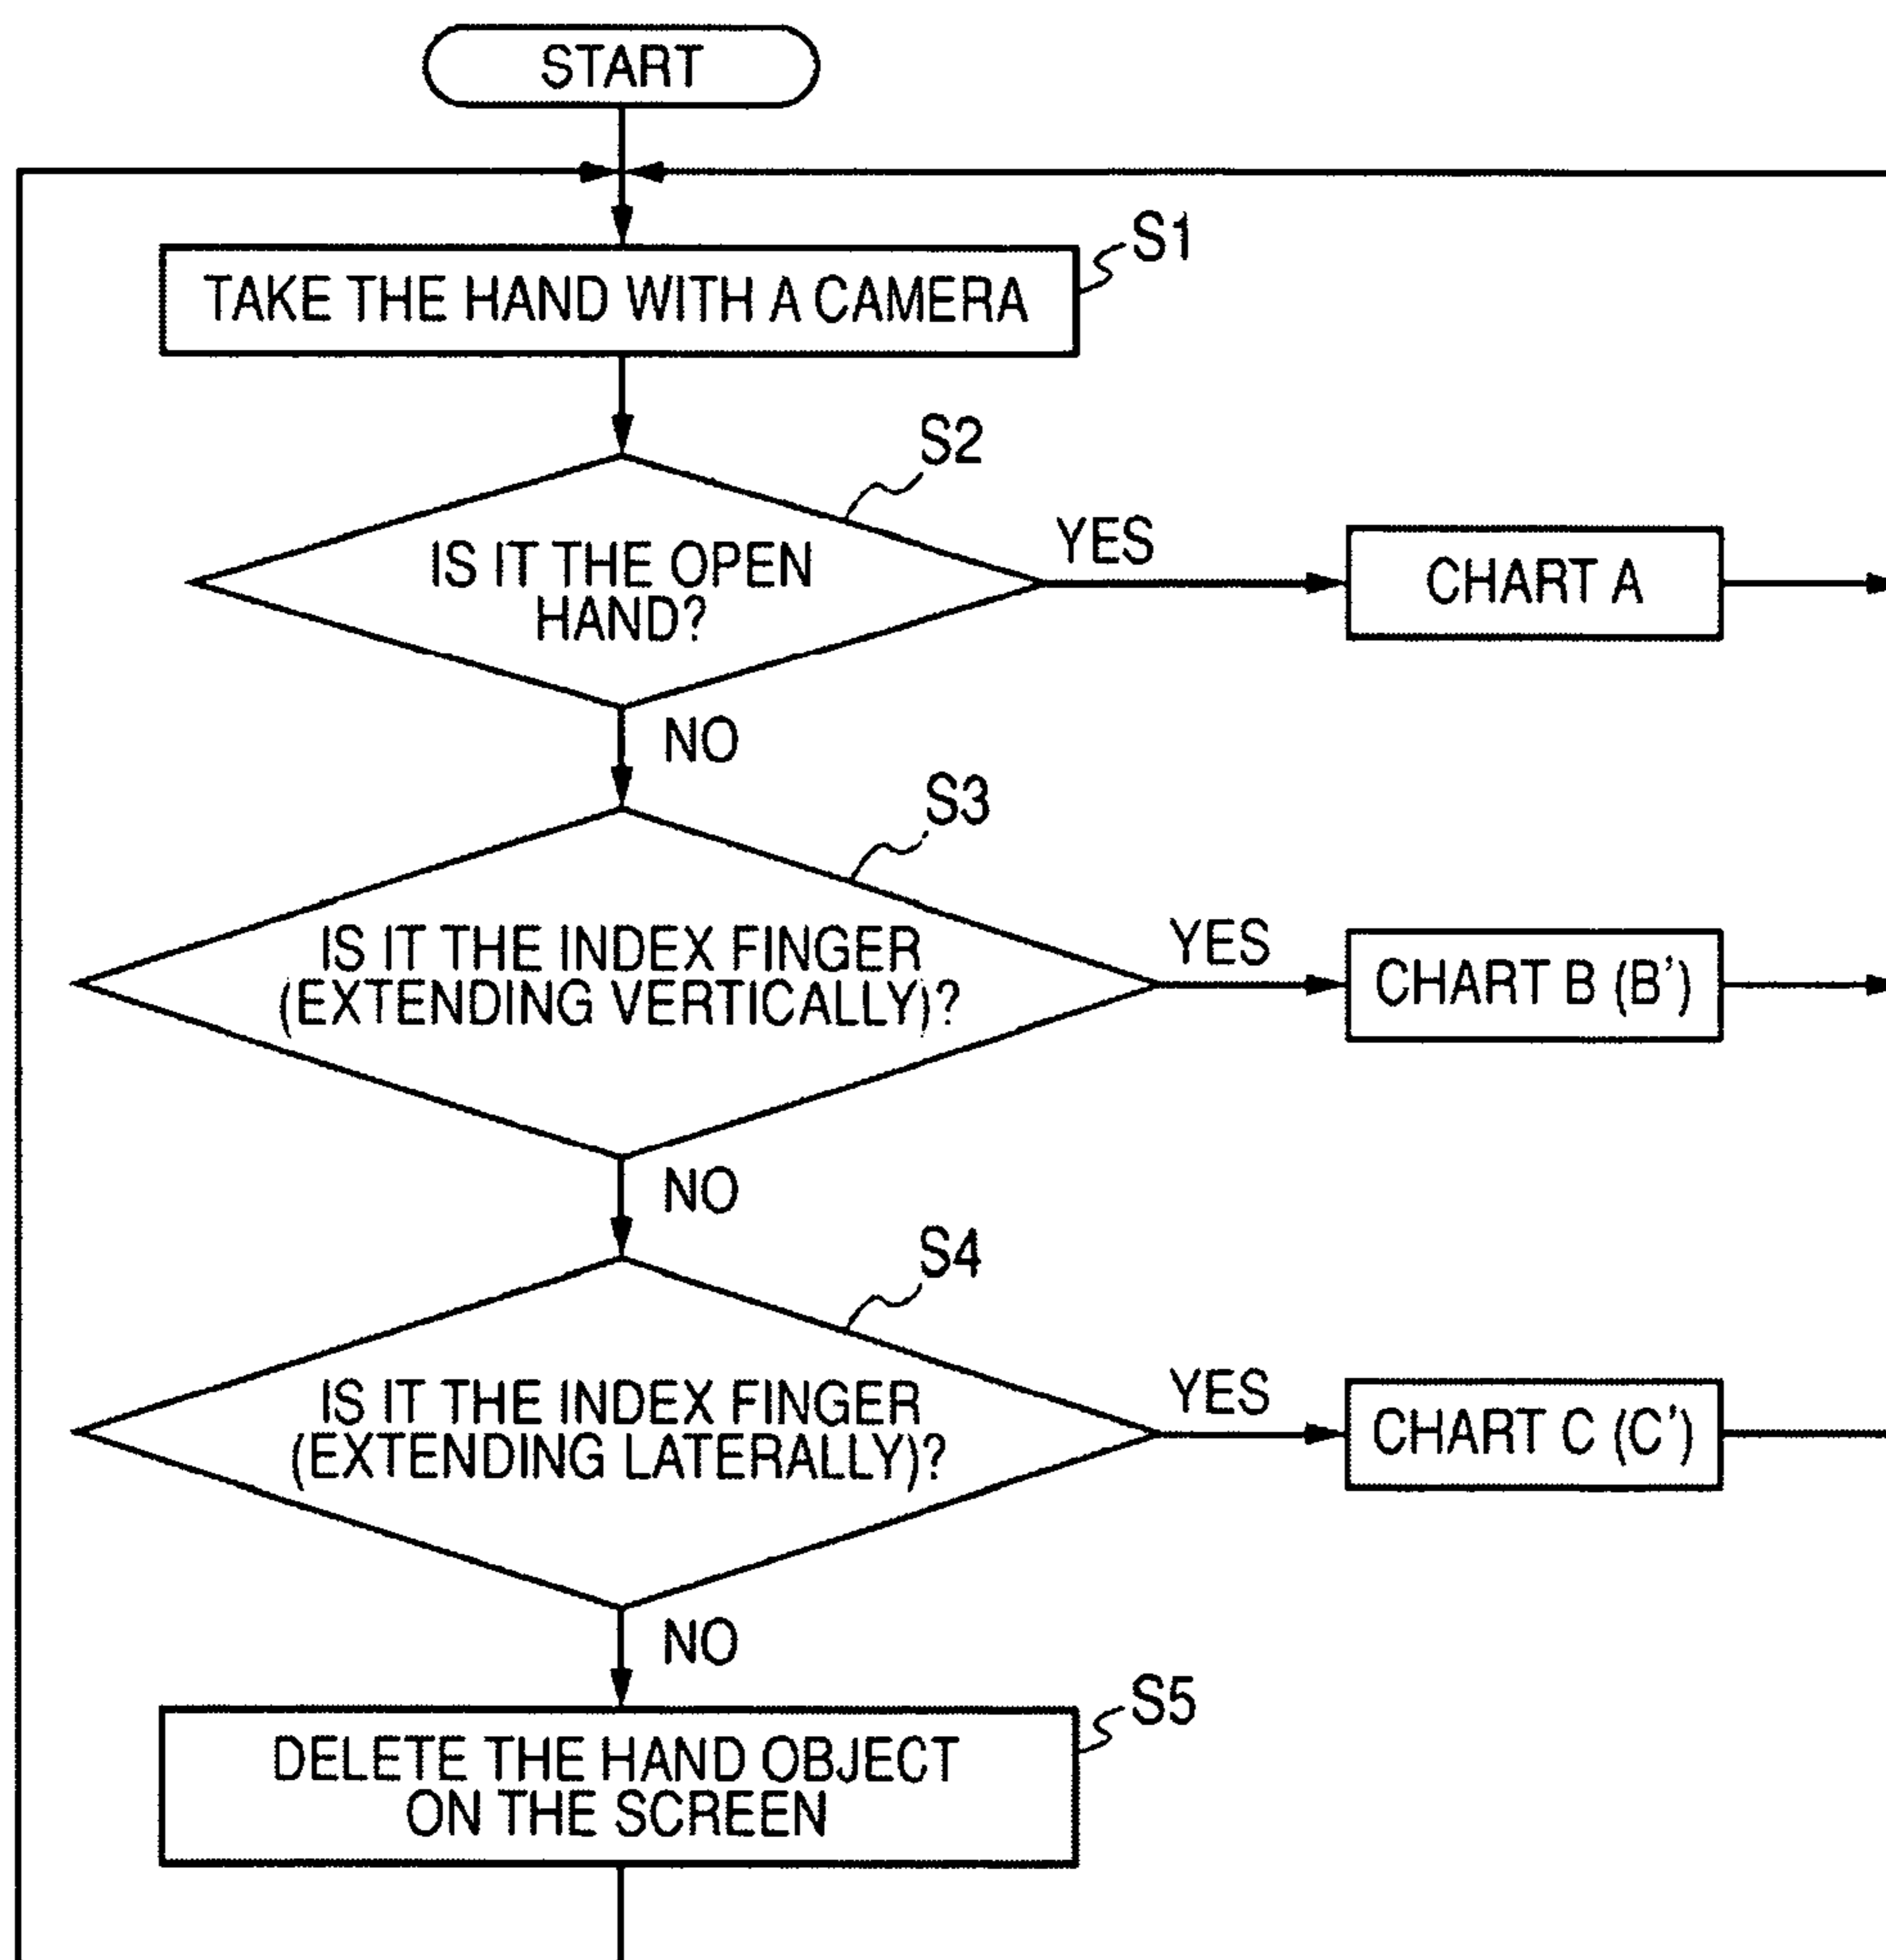 START
S1
TAKE THE HAND WITH A CAMERA
S2
IS IT THE OPEN
HAND?
YES
CHART A
NO
S3
IS IT THE INDEX FINGER
(EXTENDING VERTICALLY)?
YES
CHART B (B')
NO
S4
IS IT THE INDEX FINGER
(EXTENDING LATERALLY)?
YES
CHART C (C')
NO
S5
DELETE THE HAND OBJECT
ON THE SCREEN